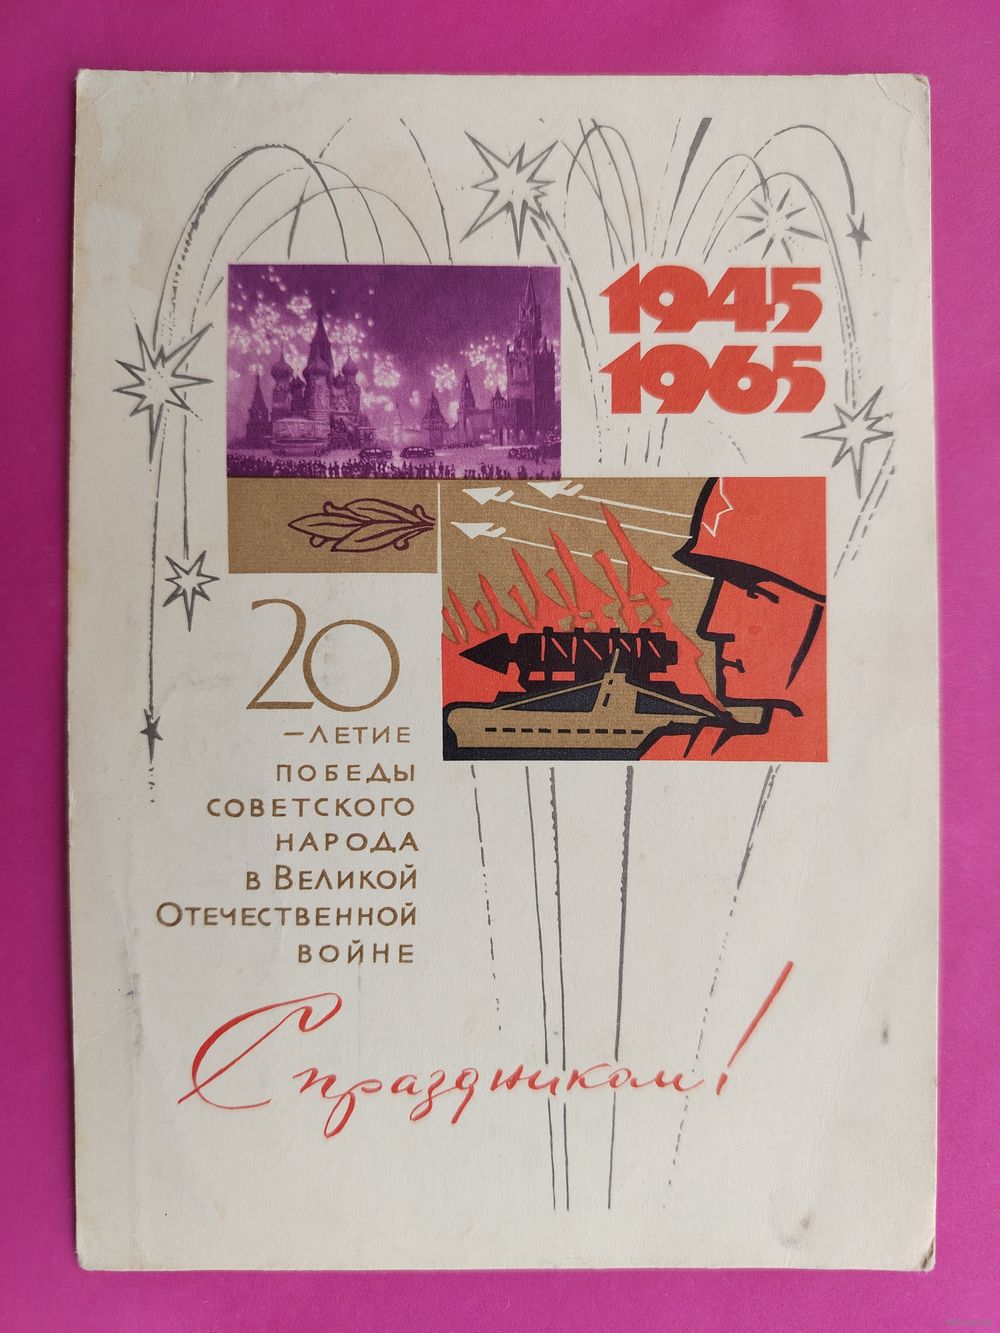 1945
1965
20
–ЛЕТИЕ
ПОБЕДЫ
СОВЕТСКОГО
НАРОДА
В ВЕЛИКОЙ
ОТЕЧЕСТВЕННОЙ
ВОЙНЕ
С праздником!